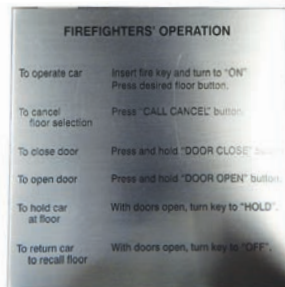 FIREFIGHTERS' OPERATION
To operate car Insert fire key and turn to "ON"
Press desired floor button.
To cancel Press "CALL CANCEL" button.
floor selection
To close door Press and hold "DOOR CLOSE" button
To open door Press and hold "DOOR OPEN" button.
To hold car With doors open, turn key to "HOLD".
at floor
To return car With doors open, turn key to "OFF".
to recall floor